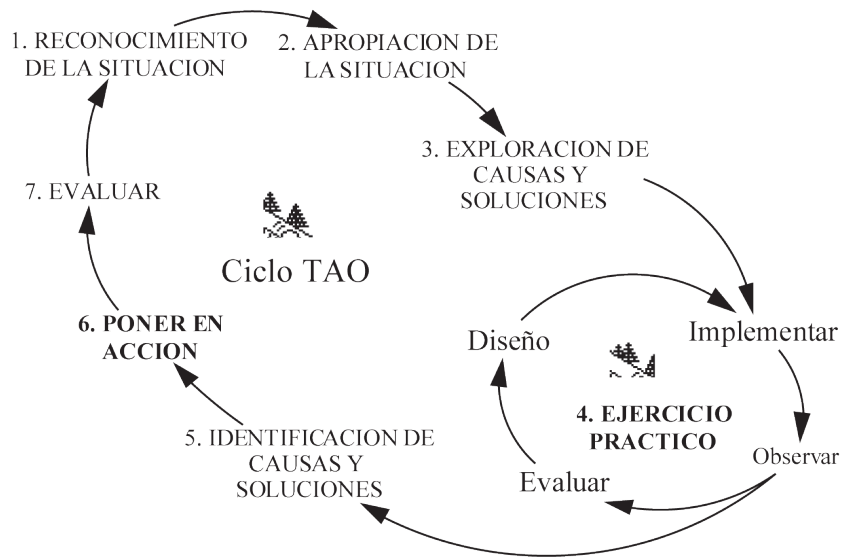 1. RECONOCIMIENTO
DE LA SITUACION
2. APROPIACION DE
LA SITUACION
3. EXPLORACION DE
CAUSAS Y
SOLUCIONES
7. EVALUAR
Ciclo TAO
Diseño
Implementar
6. PONER EN
ACCION
4. EJERCICIO
PRACTICO
5. IDENTIFICACION DE
CAUSAS Y
SOLUCIONES
Observar
Evaluar